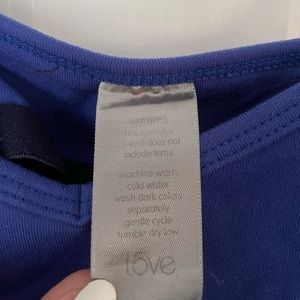 spandex
content does not
include trims
machine wash
cold water
wash dark colors
separately
gentle cycle
tumble dry low
lōve